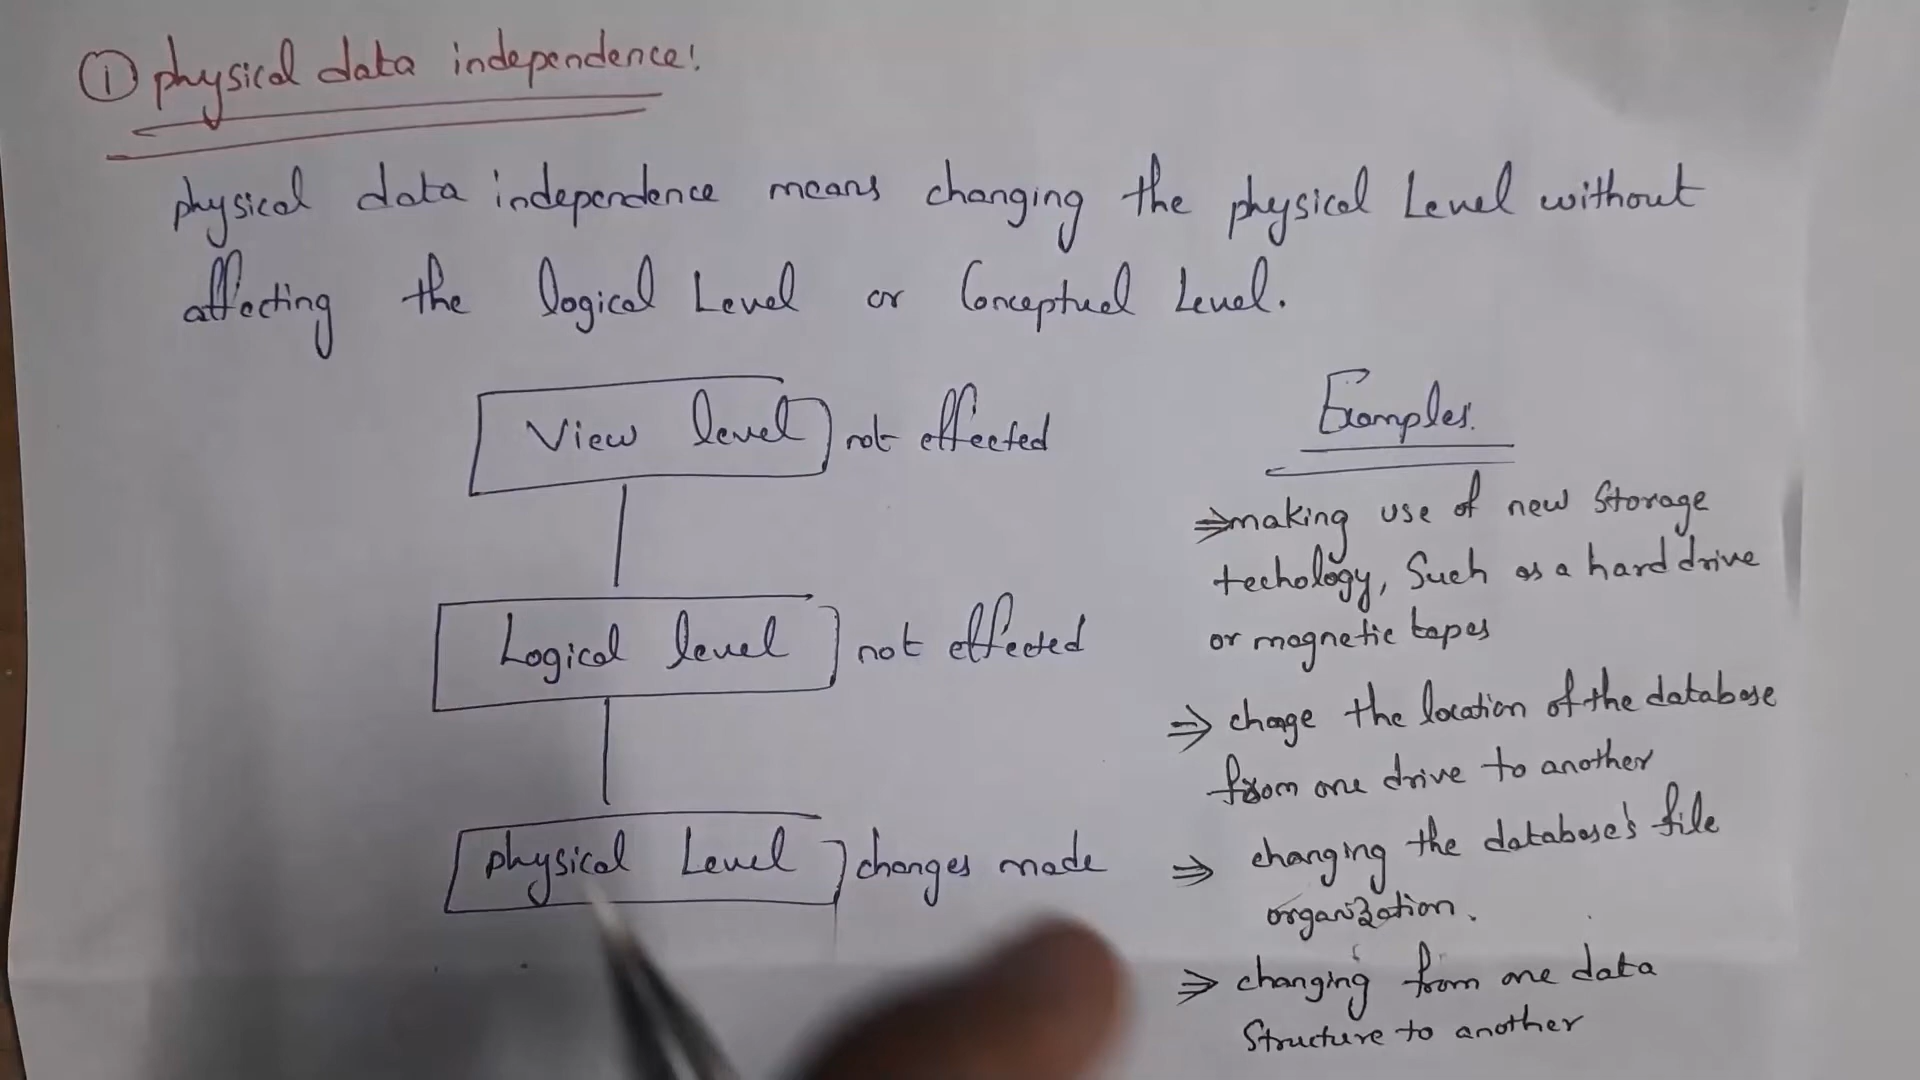 ① physical data independence:
physical data independence means changing the physical Level without
affecting the logical Level or Conceptual Level.
View level not effected
Logical level not effected
physical Level changes made
Examples:
⇒ making use of new Storage
techology, Such as a hard drive
or magnetic tapes
⇒ chage the location of the database
from one drive to another
⇒ changing the database's file
organization.
⇒ changing from one data
Structure to another